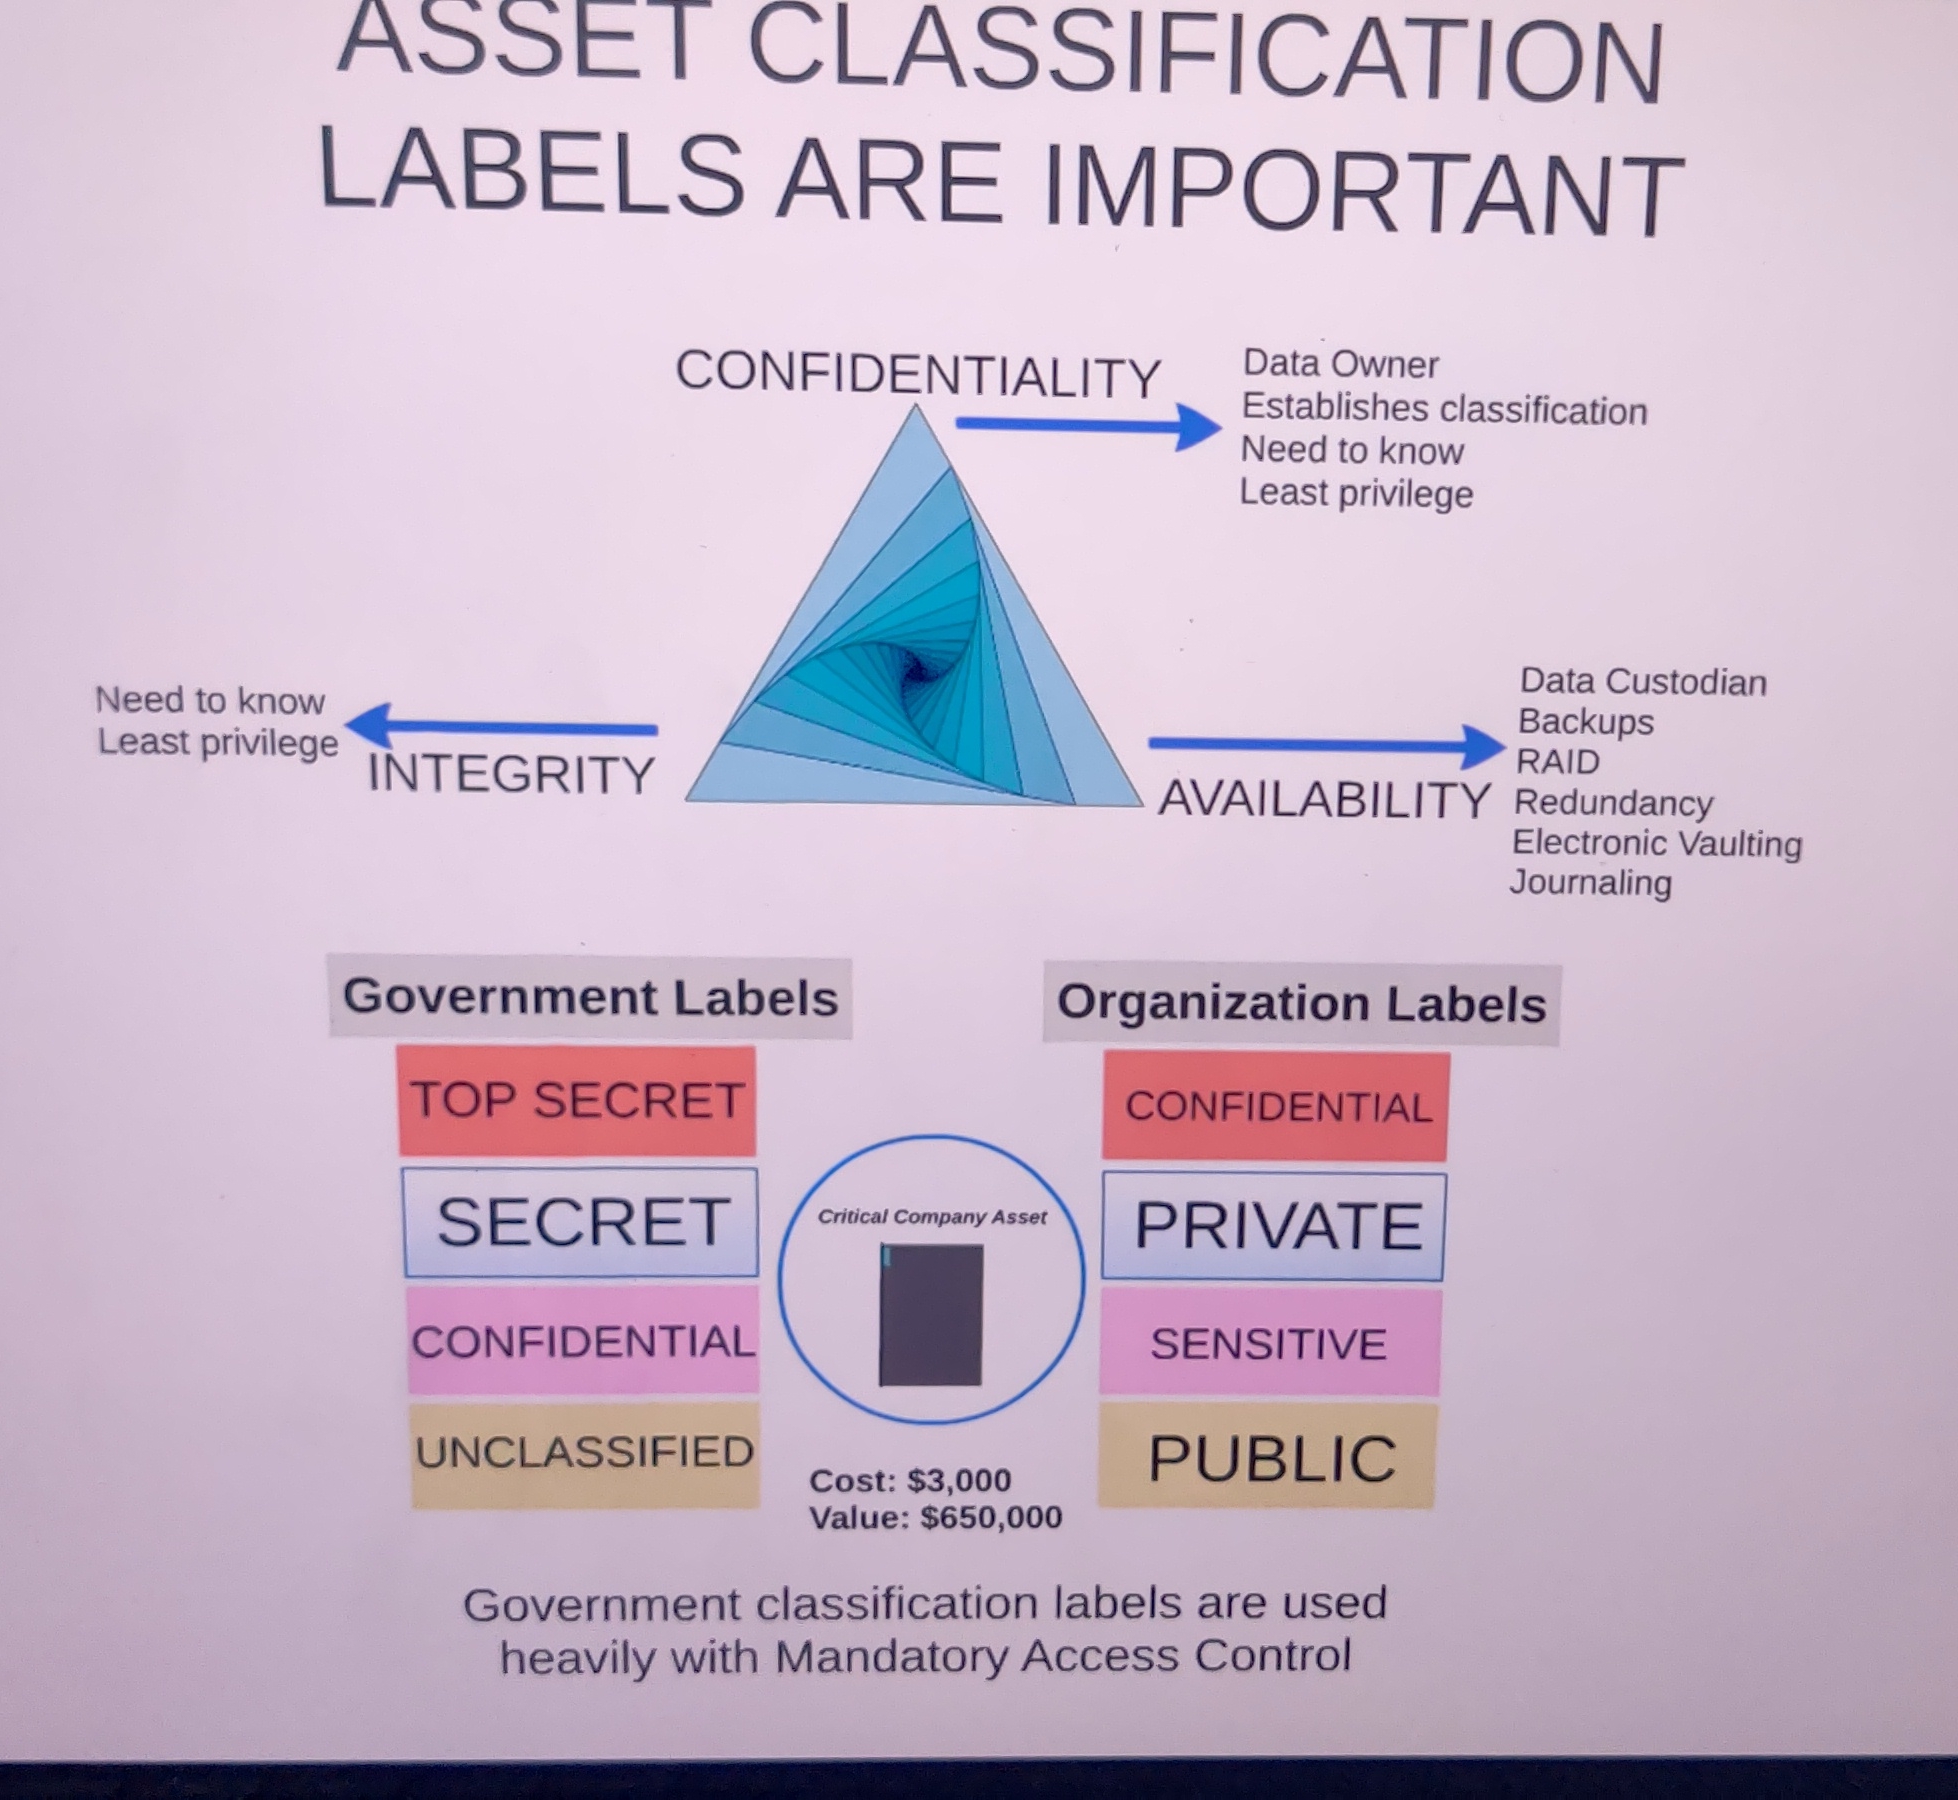 ASSET CLASSIFICATION
LABELS ARE IMPORTANT
CONFIDENTIALITY
Data Owner
Establishes classification
Need to know
Least privilege
Need to know
Least privilege
INTEGRITY
AVAILABILITY
Data Custodian
Backups
RAID
Redundancy
Electronic Vaulting
Journaling
Government Labels
TOP SECRET
SECRET
CONFIDENTIAL
UNCLASSIFIED
Critical Company Asset
Cost: $3,000
Value: $650,000
Organization Labels
CONFIDENTIAL
PRIVATE
SENSITIVE
PUBLIC
Government classification labels are used
heavily with Mandatory Access Control